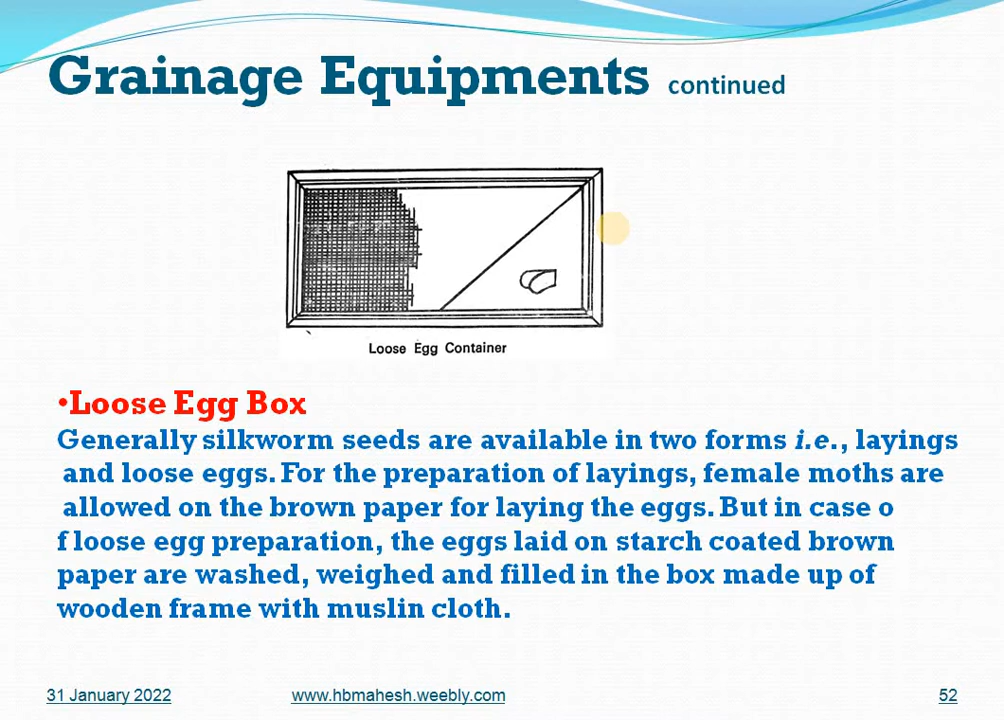 Grainage Equipments continued
Loose Egg Container
•Loose Egg Box
Generally silkworm seeds are available in two forms i.e., layings
and loose eggs. For the preparation of layings, female moths are
allowed on the brown paper for laying the eggs. But in case o
f loose egg preparation, the eggs laid on starch coated brown
paper are washed, weighed and filled in the box made up of
wooden frame with muslin cloth.
31 January 2022 www.hbmahesh.weebly.com 52